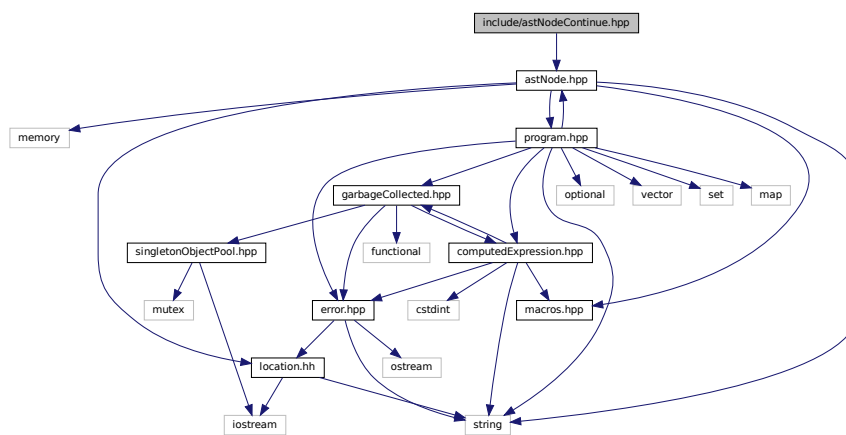 include/astNodeContinue.hpp
astNode.hpp
memory
program.hpp
garbageCollected.hpp
optional
vector
set
map
singletonObjectPool.hpp
functional
computedExpression.hpp
mutex
error.hpp
cstdint
macros.hpp
location.hh
ostream
iostream
string